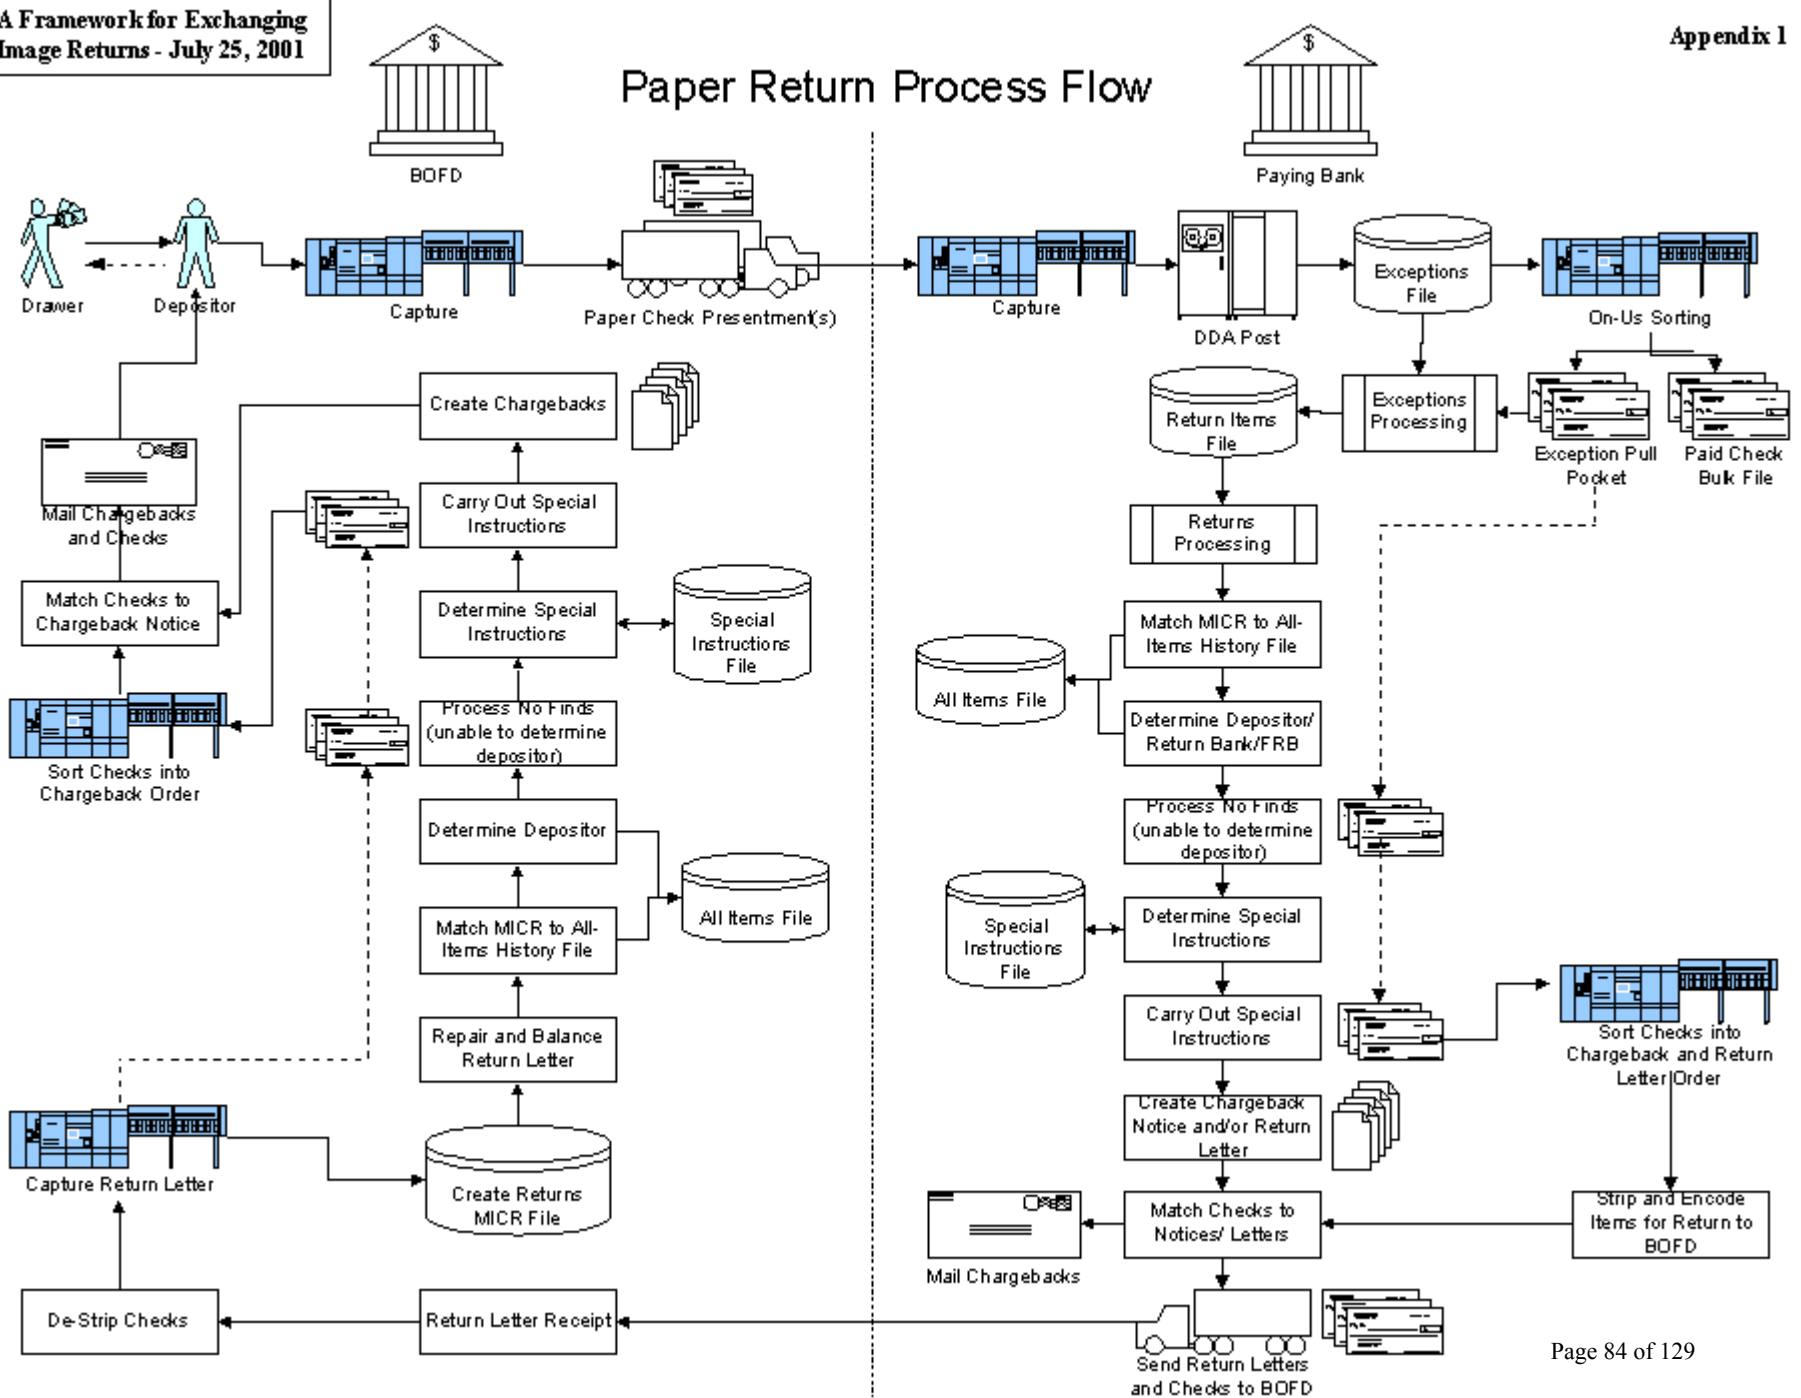 A Framework for Exchanging
Image Returns - July 25, 2001
Appendix 1
Paper Return Process Flow
$
BOFD
$
Paying Bank
Drawer
Depositor
Capture
Paper Check Presentment(s)
Capture
DDA Post
Exceptions
File
On-Us Sorting
Create Chargebacks
Return Items
File
Exceptions
Processing
Exception Pull
Pocket
Paid Check
Bulk File
Mail Chargebacks
and Checks
Carry Out Special
Instructions
Returns
Processing
Match Checks to
Chargeback Notice
Determine Special
Instructions
Special
Instructions
File
Match MICR to All-
Items History File
All Items File
Sort Checks into
Chargeback Order
Process No Finds
(unable to determine
depositor)
Determine Depositor/
Return Bank/FRB
Determine Depositor
Process No Finds
(unable to determine
depositor)
Match MICR to All-
Items History File
All Items File
Special
Instructions
File
Determine Special
Instructions
Repair and Balance
Return Letter
Carry Out Special
Instructions
Sort Checks into
Chargeback and Return
Letter Order
Capture Return Letter
Create Returns
MICR File
Create Chargeback
Notice and/or Return
Letter
Mail Chargebacks
Match Checks to
Notices/ Letters
Strip and Encode
Items for Return to
BOFD
De-Strip Checks
Return Letter Receipt
Send Return Letters
and Checks to BOFD
Page 84 of 129